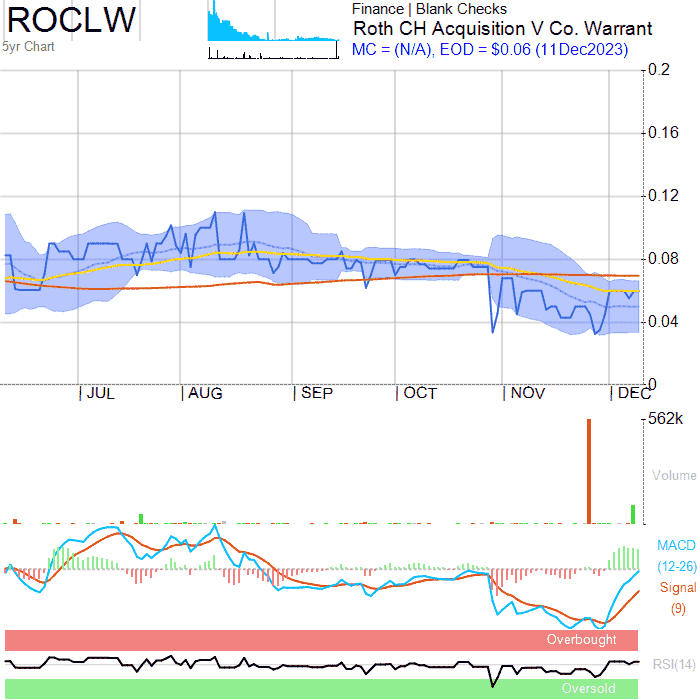 ROCLW
5yr Chart
Finance | Blank Checks
Roth CH Acquisition V Co. Warrant
MC = (N/A), EOD = $0.06 (11Dec2023)
0.2
0.16
0.12
0.08
0.04
0
JUL AUG SEP OCT NOV DEC
562k
Volume
MACD
(12-26)
Signal
(9)
Overbought
RSI(14)
Oversold